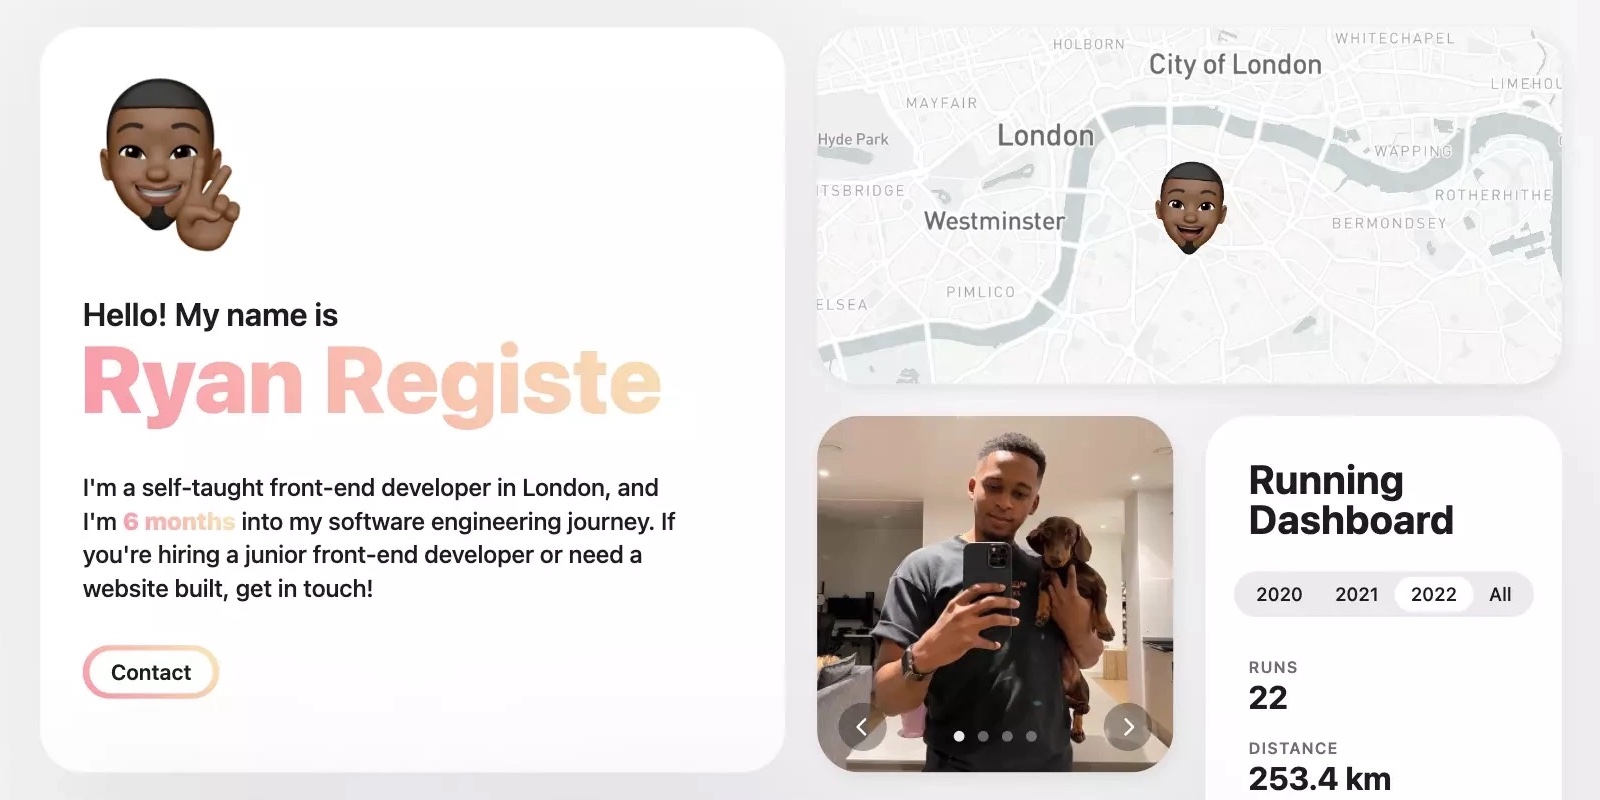 Hello! My name is
Ryan Registe
I'm a self-taught front-end developer in London, and
I'm 6 months into my software engineering journey. If
you're hiring a junior front-end developer or need a
website built, get in touch!
Contact
HOLBORN
WHITECHAPEL
City of London
LIMEHOU
MAYFAIR
London
Hyde Park
WAPPING
ITSBRIDGE
ROTHERHITHE
Westminster
BERMONDSEY
PIMLICO
ELSEA
Running
Dashboard
2020 2021 2022 All
RUNS
22
DISTANCE
253.4 km